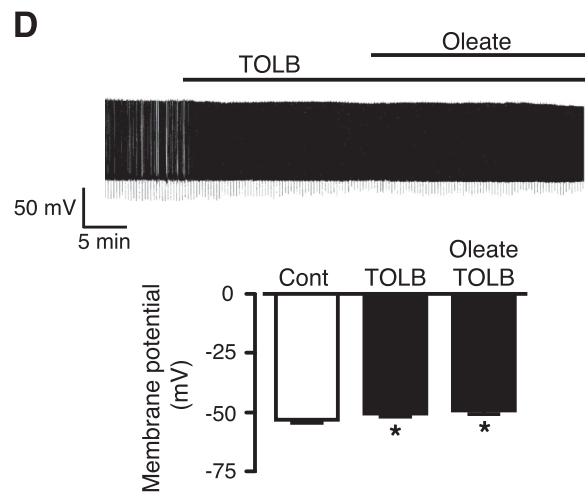 D
Oleate
TOLB
50 mV
5 min
Oleate
Cont TOLB TOLB
Membrane potential
(mV)
0
-25
-50
-75
* *